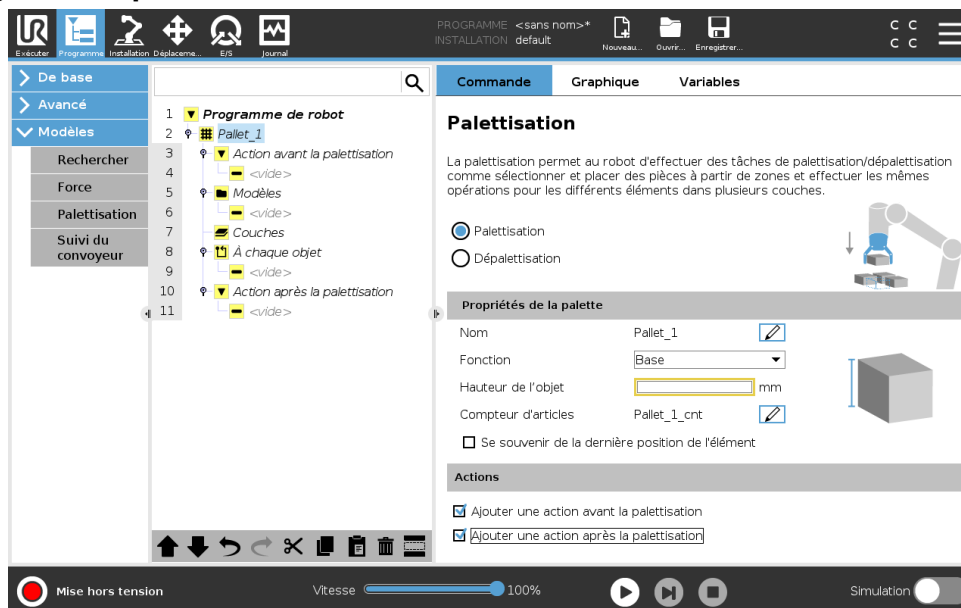 PROGRAMME <sans nom>*
INSTALLATION default
C C
C C
Exécuter Programme Installation Déplaceme... E/S Journal Nouveau... Ouvrir... Enregistrer...
De base
Avancé
Modèles
Rechercher
Force
Palettisation
Suivi du
convoyeur
1 Programme de robot
2 Pallet_1
3 Action avant la palettisation
4 <vide>
5 Modèles
6 <vide>
7 Couches
8 À chaque objet
9 <vide>
10 Action après la palettisation
11 <vide>
Commande Graphique Variables
Palettisation
La palettisation permet au robot d'effectuer des tâches de palettisation/dépalettisation
comme sélectionner et placer des pièces à partir de zones et effectuer les mêmes
opérations pour les différents éléments dans plusieurs couches.
Palettisation
Dépalettisation
Propriétés de la palette
Nom Pallet_1
Fonction Base
Hauteur de l'objet mm
Compteur d'articles Pallet_1_cnt
Se souvenir de la dernière position de l'élément
Actions
Ajouter une action avant la palettisation
Ajouter une action après la palettisation
Mise hors tension Vitesse 100% Simulation